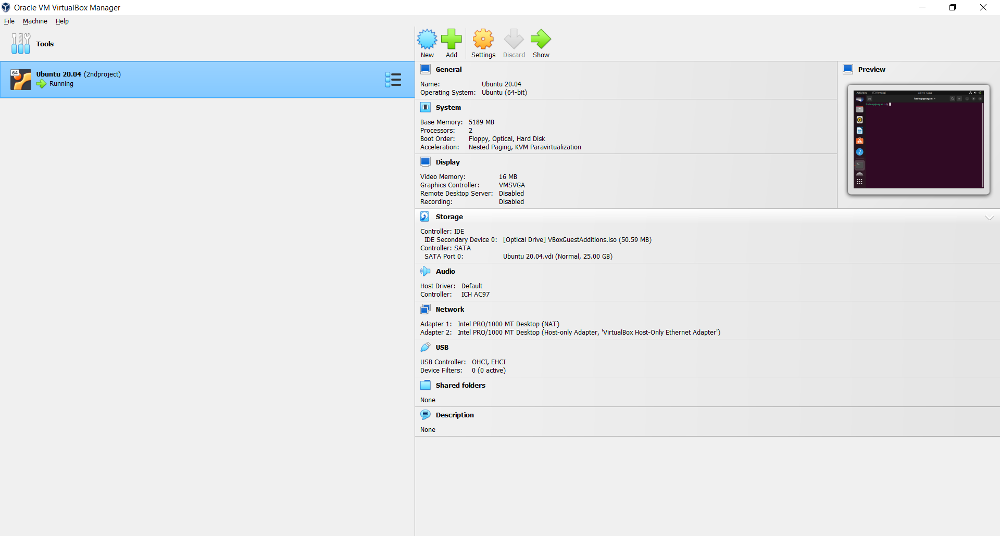 Oracle VM VirtualBox Manager
File Machine Help
Tools
New Add Settings Discard Show
64
Ubuntu 20.04 (2ndproject)
Running
General
Name: Ubuntu 20.04
Operating System: Ubuntu (64-bit)
System
Base Memory: 5189 MB
Processors: 2
Boot Order: Floppy, Optical, Hard Disk
Acceleration: Nested Paging, KVM Paravirtualization
Display
Video Memory: 16 MB
Graphics Controller: VMSVGA
Remote Desktop Server: Disabled
Recording: Disabled
Preview
Activities Terminal
Storage
Controller: IDE
IDE Secondary Device 0: [Optical Drive] VBoxGuestAdditions.iso (50.59 MB)
Controller: SATA
SATA Port 0: Ubuntu 20.04.vdi (Normal, 25.00 GB)
Audio
Host Driver: Default
Controller: ICH AC97
Network
Adapter 1: Intel PRO/1000 MT Desktop (NAT)
Adapter 2: Intel PRO/1000 MT Desktop (Host-only Adapter, 'VirtualBox Host-Only Ethernet Adapter')
USB
USB Controller: OHCI, EHCI
Device Filters: 0 (0 active)
Shared folders
None
Description
None